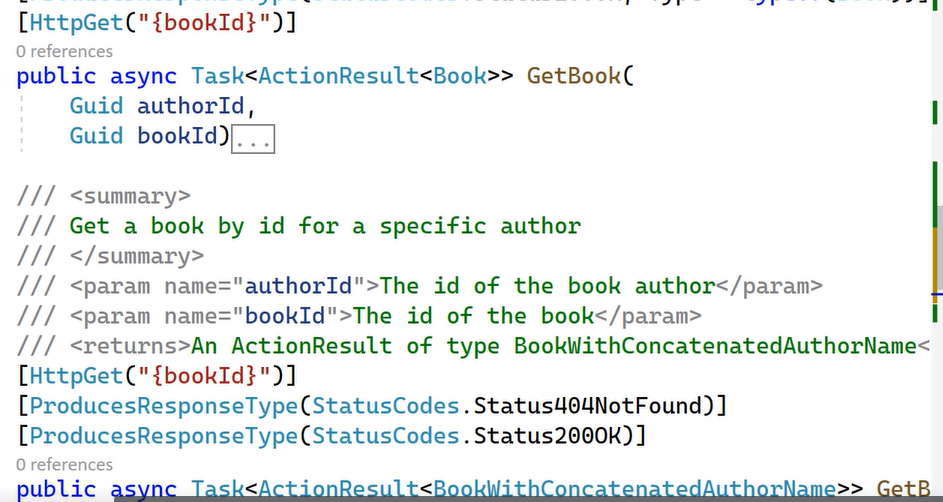 [HttpGet("{bookId}")]
0 references
public async Task<ActionResult<Book>> GetBook(
Guid authorId,
Guid bookId)...
/// <summary>
/// Get a book by id for a specific author
/// </summary>
/// <param name="authorId">The id of the book author</param>
/// <param name="bookId">The id of the book</param>
/// <returns>An ActionResult of type BookWithConcatenatedAuthorName<
[HttpGet("{bookId}")]
[ProducesResponseType(StatusCodes.Status404NotFound)]
[ProducesResponseType(StatusCodes.Status200OK)]
0 references
public async Task<ActionResult<BookWithConcatenatedAuthorName>> GetB